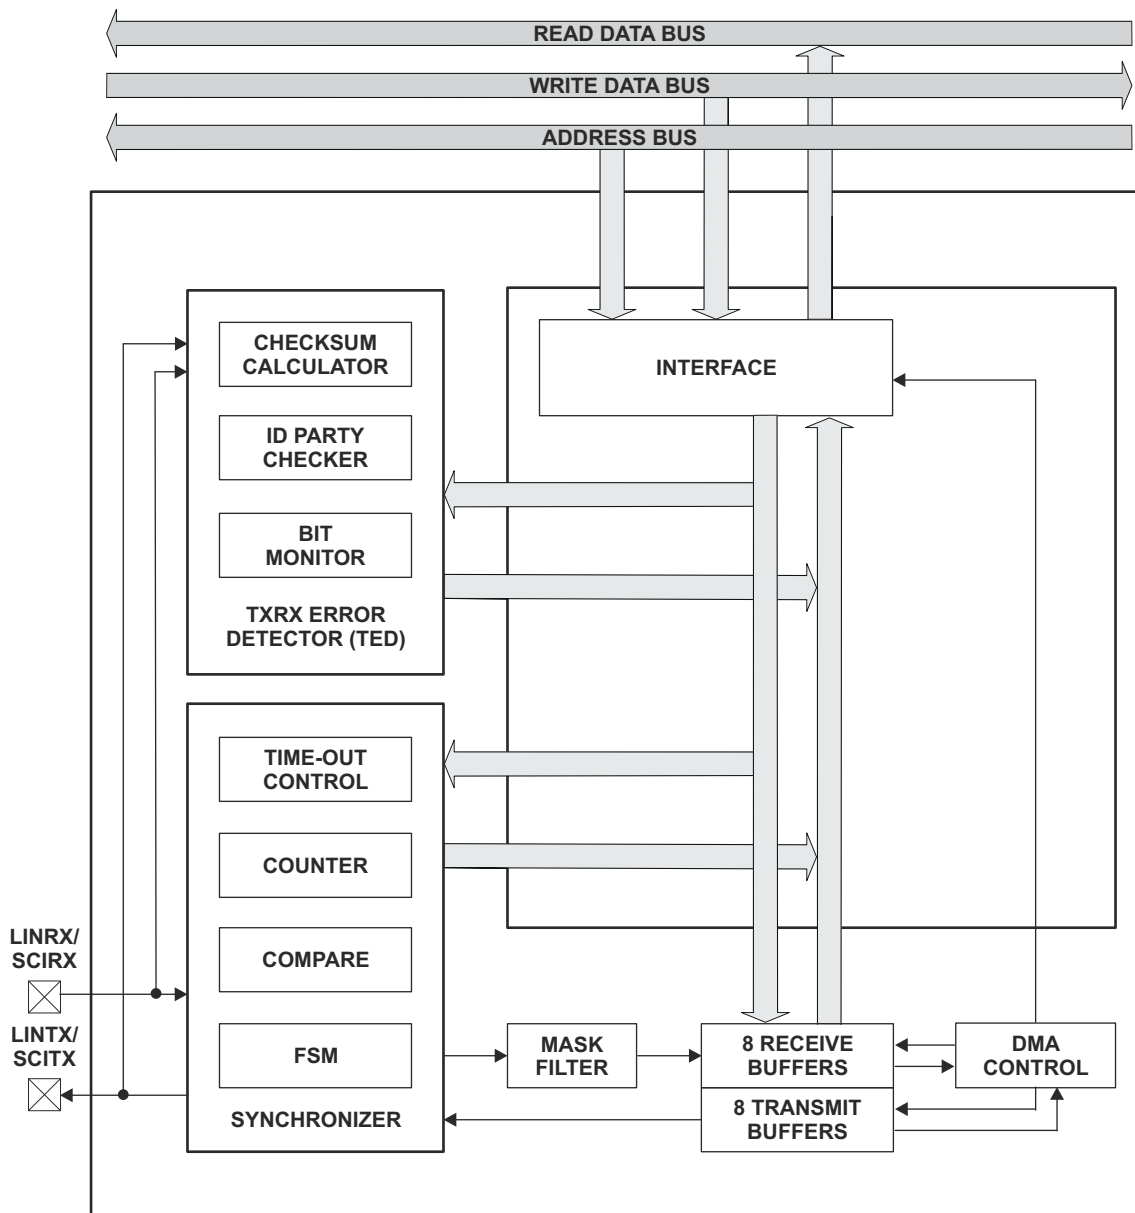 READ DATA BUS
WRITE DATA BUS
ADDRESS BUS
CHECKSUM
CALCULATOR
INTERFACE
ID PARTY
CHECKER
BIT
MONITOR
TXRX ERROR
DETECTOR (TED)
TIME-OUT
CONTROL
COUNTER
LINRX/
SCIRX
COMPARE
LINTX/
SCITX
FSM
MASK
FILTER
8 RECEIVE
BUFFERS
DMA
CONTROL
SYNCHRONIZER
8 TRANSMIT
BUFFERS